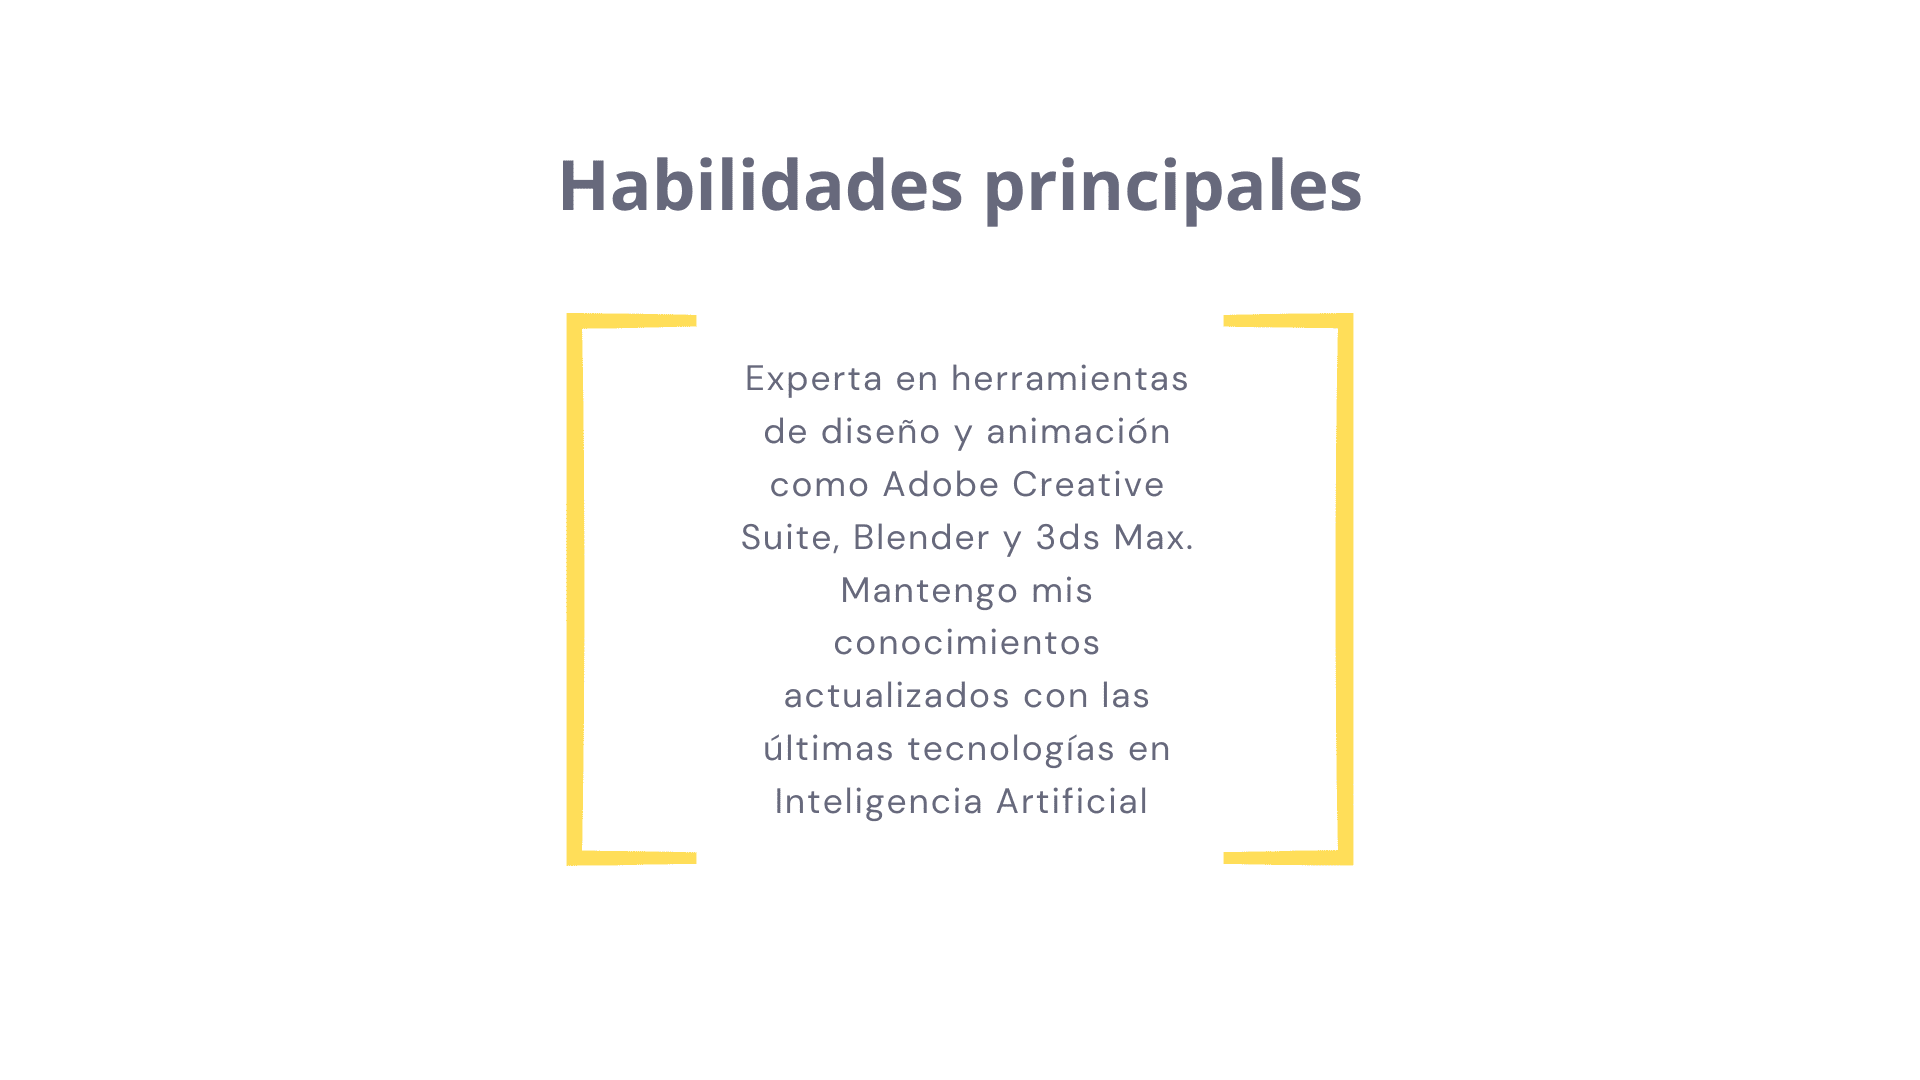 Habilidades principales
Experta en herramientas
de diseño y animación
como Adobe Creative
Suite, Blender y 3ds Max.
Mantengo mis
conocimientos
actualizados con las
últimas tecnologías en
Inteligencia Artificial